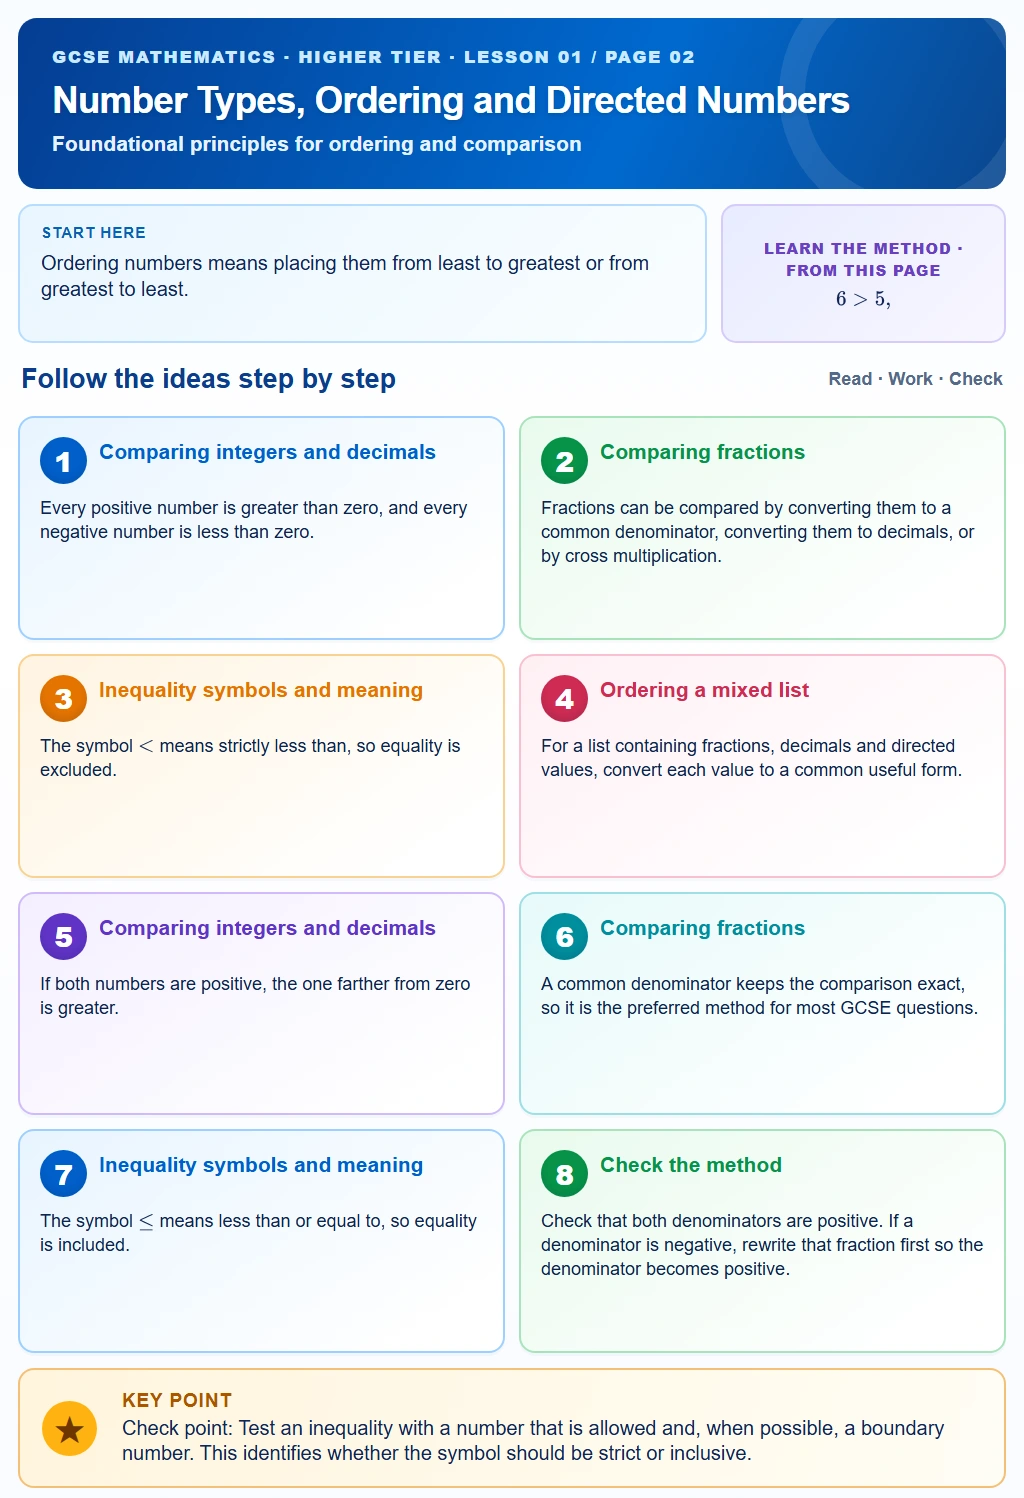 GCSE MATHEMATICS · HIGHER TIER · LESSON 01 / PAGE 02
Number Types, Ordering and Directed Numbers
Foundational principles for ordering and comparison
START HERE
Ordering numbers means placing them from least to greatest or from
greatest to least.
LEARN THE METHOD ·
FROM THIS PAGE
6 > 5,
Follow the ideas step by step
Read · Work · Check
1 Comparing integers and decimals
Every positive number is greater than zero, and every
negative number is less than zero.
2 Comparing fractions
Fractions can be compared by converting them to a
common denominator, converting them to decimals, or
by cross multiplication.
3 Inequality symbols and meaning
The symbol < means strictly less than, so equality is
excluded.
4 Ordering a mixed list
For a list containing fractions, decimals and directed
values, convert each value to a common useful form.
5 Comparing integers and decimals
If both numbers are positive, the one farther from zero
is greater.
6 Comparing fractions
A common denominator keeps the comparison exact,
so it is the preferred method for most GCSE questions.
7 Inequality symbols and meaning
The symbol ≤ means less than or equal to, so equality
is included.
8 Check the method
Check that both denominators are positive. If a
denominator is negative, rewrite that fraction first so the
denominator becomes positive.
KEY POINT
Check point: Test an inequality with a number that is allowed and, when possible, a boundary
number. This identifies whether the symbol should be strict or inclusive.